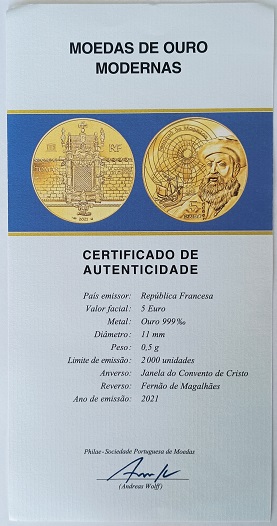 MOEDAS DE OURO
MODERNAS
RF
2021
CERTIFICADO DE
AUTENTICIDADE
País emissor: República Francesa
Valor facial: 5 Euro
Metal: Ouro 999‰
Diâmetro: 11 mm
Peso: 0,5 g
Limite de emissão: 2 000 unidades
Anverso: Janela do Convento de Cristo
Reverso: Fernão de Magalhães
Ano de emissão: 2021
Philae - Sociedade Portuguesa de Moedas
(Andreas Wolff)